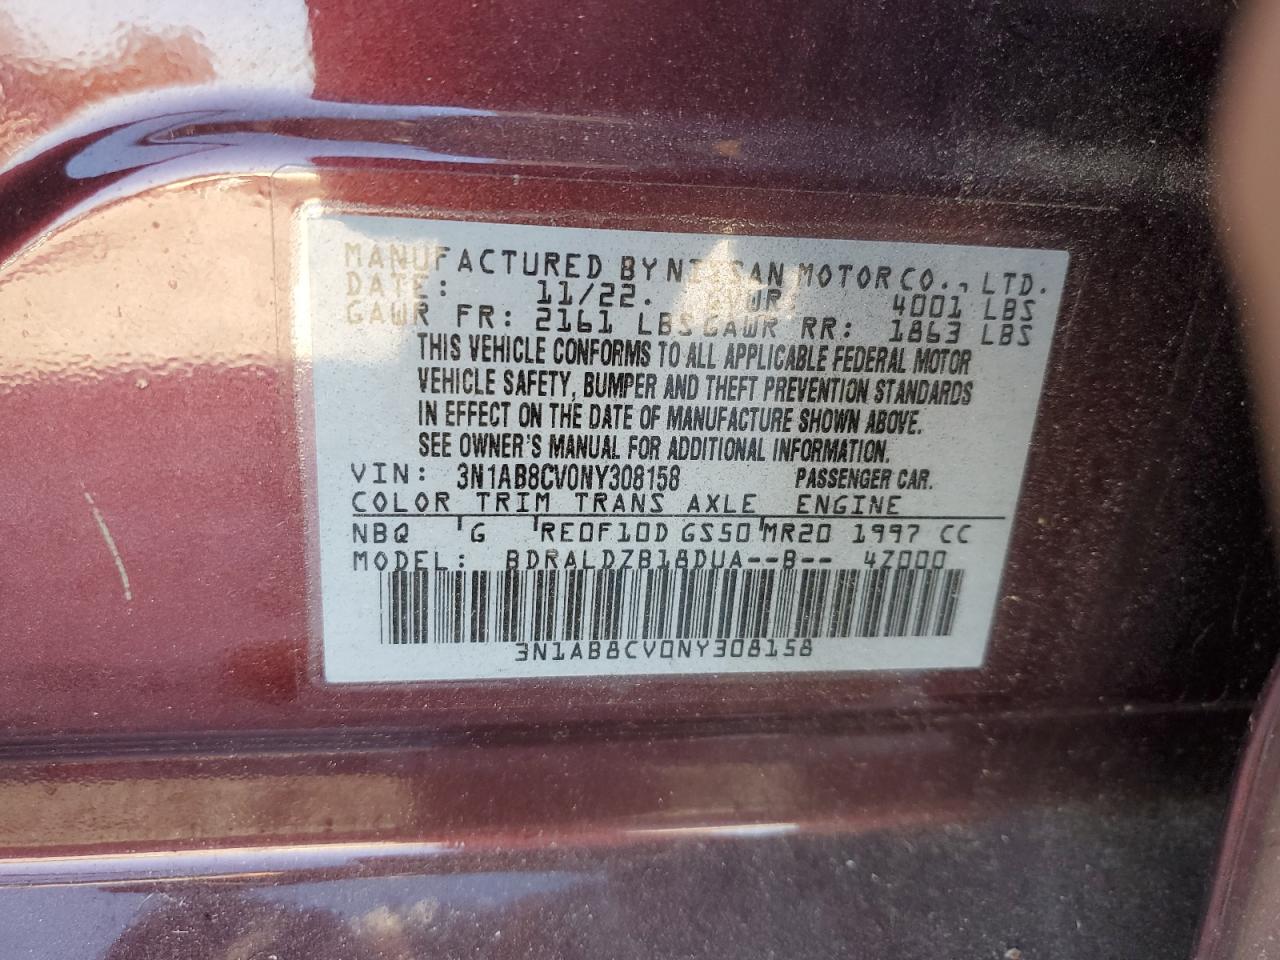 MANUFACTURED BY NISSAN MOTOR CO., LTD.
DATE: 11/22. GVWR 4001 LBS
GAWR FR: 2161 LBS GAWR RR: 1863 LBS
THIS VEHICLE CONFORMS TO ALL APPLICABLE FEDERAL MOTOR
VEHICLE SAFETY, BUMPER AND THEFT PREVENTION STANDARDS
IN EFFECT ON THE DATE OF MANUFACTURE SHOWN ABOVE.
SEE OWNER'S MANUAL FOR ADDITIONAL INFORMATION.
VIN: 3N1AB8CV0NY308158 PASSENGER CAR.
COLOR TRIM TRANS AXLE ENGINE
NBQ G RE0F10D GS50 MR20 1997 CC
MODEL: BDRALDZB18DUA--B-- 4Z000
3N1AB8CV0NY308158